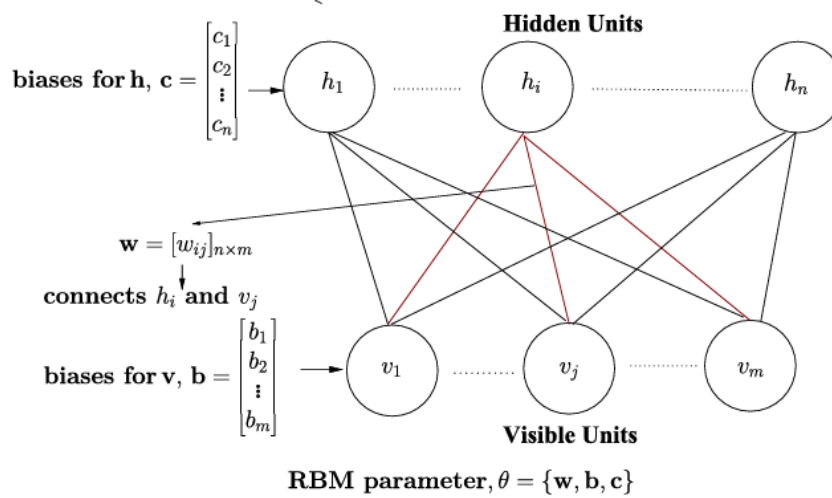 Hidden Units
biases for h, c = [c₁ c₂ ⋮ cₙ]
h₁ hᵢ hₙ
w = [wᵢⱼ]ₙ×ₘ
connects hᵢ and vⱼ
biases for v, b = [b₁ b₂ ⋮ bₘ]
v₁ vⱼ vₘ
Visible Units
RBM parameter, θ = {w, b, c}